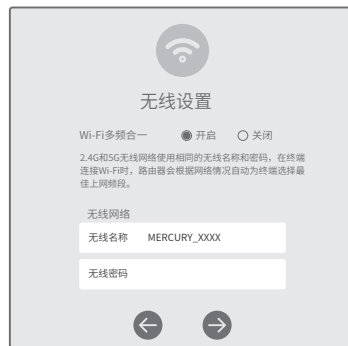 无线设置
Wi-Fi多频合一 开启 关闭
2.4G和5G无线网络使用相同的无线名称和密码，在终端
连接Wi-Fi时，路由器会根据网络情况自动为终端选择最
佳上网频段。
无线网络
无线名称 MERCURY_XXXX
无线密码